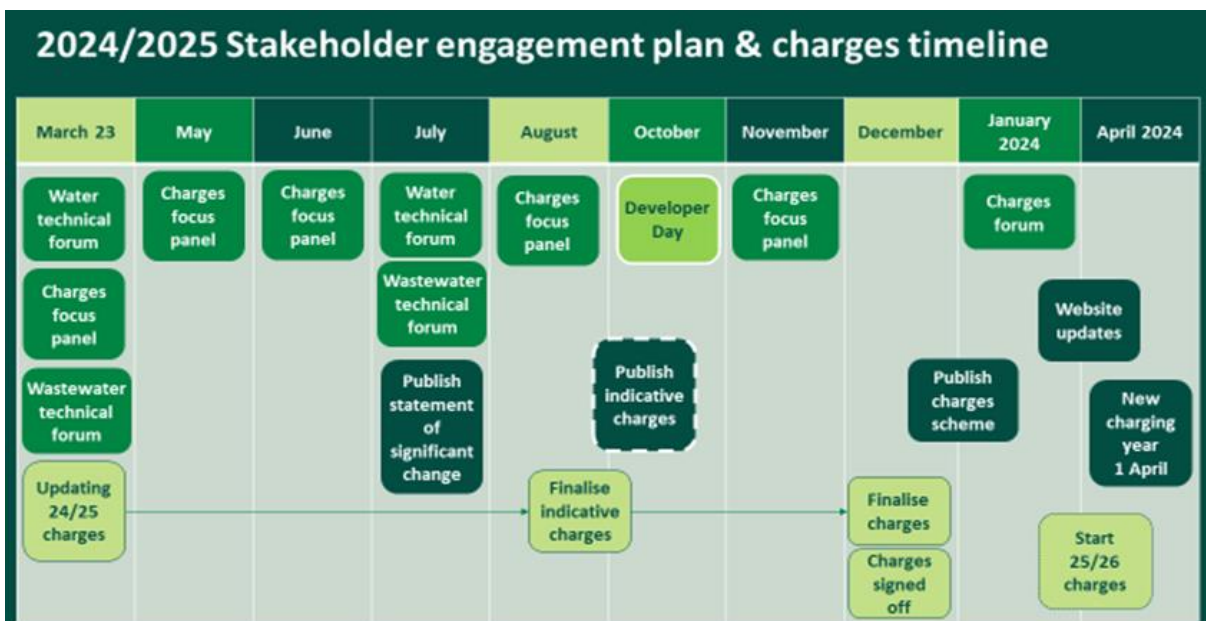 2024/2025 Stakeholder engagement plan & charges timeline
March 23
May
June
July
August
October
November
December
January
2024
April 2024
Water
technical
forum
Charges
focus
panel
Wastewater
technical
forum
Updating
24/25
charges
Charges
focus
panel
Charges
focus
panel
Water
technical
forum
Wastewater
technical
forum
Publish
statement
of
significant
change
Charges
focus
panel
Finalise
indicative
charges
Developer
Day
Publish
indicative
charges
Charges
focus
panel
Finalise
charges
Charges
signed
off
Publish
charges
scheme
Charges
forum
Website
updates
New
charging
year
1 April
Start
25/26
charges